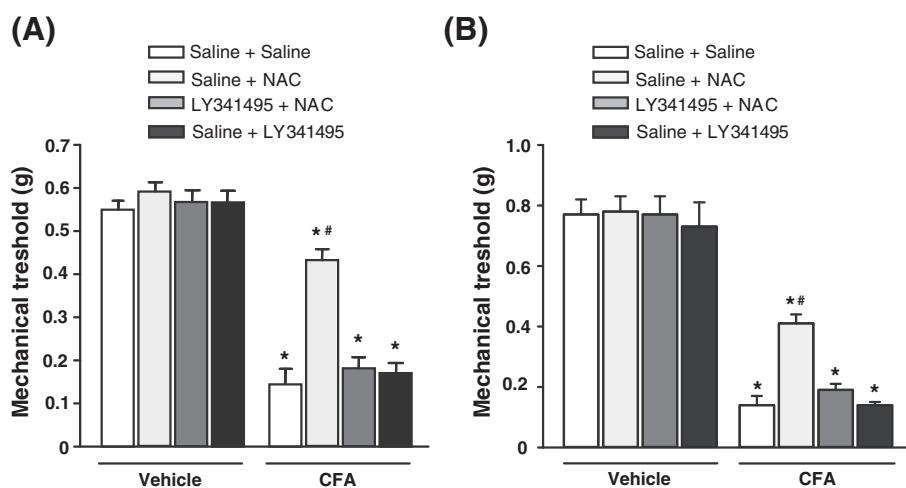 (A)
Saline + Saline
Saline + NAC
LY341495 + NAC
Saline + LY341495
Mechanical treshold (g)
0.7
0.6
0.5
0.4
0.3
0.2
0.1
0
*
* #
*
*
Vehicle
CFA
(B)
Saline + Saline
Saline + NAC
LY341495 + NAC
Saline + LY341495
Mechanical treshold (g)
1.0
0.8
0.6
0.4
0.2
0
*
* #
*
*
Vehicle
CFA